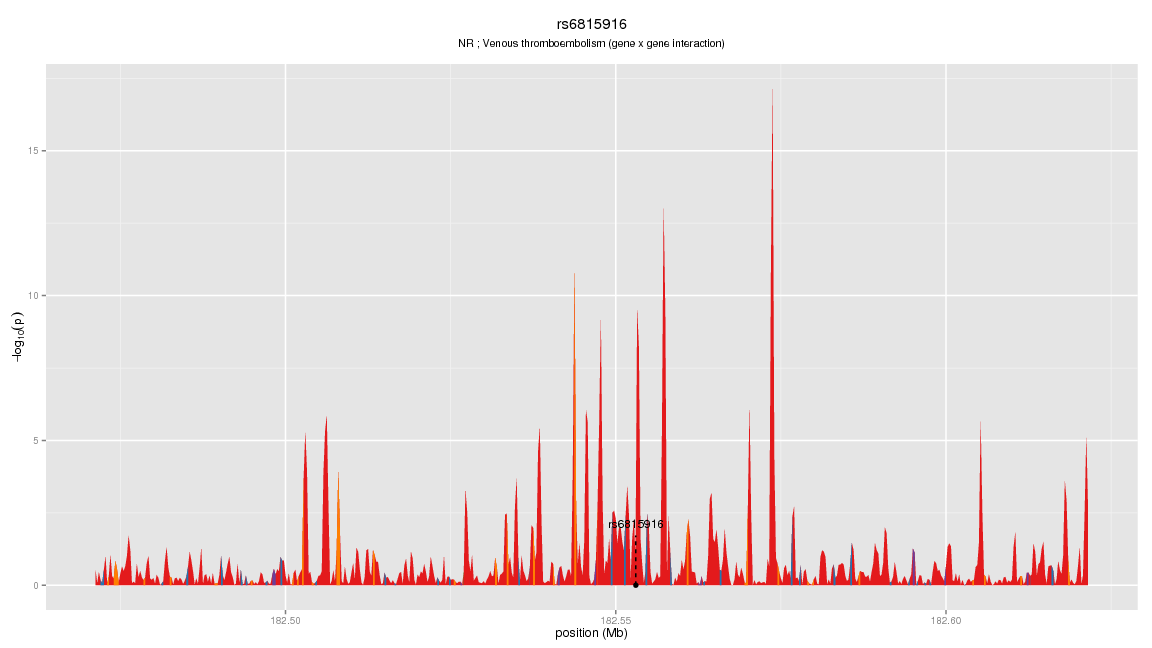 rs6815916
NR ; Venous thromboembolism (gene x gene interaction)
15
10
5
0
−log10(p)
rs6815916
182.50
182.55
182.60
position (Mb)